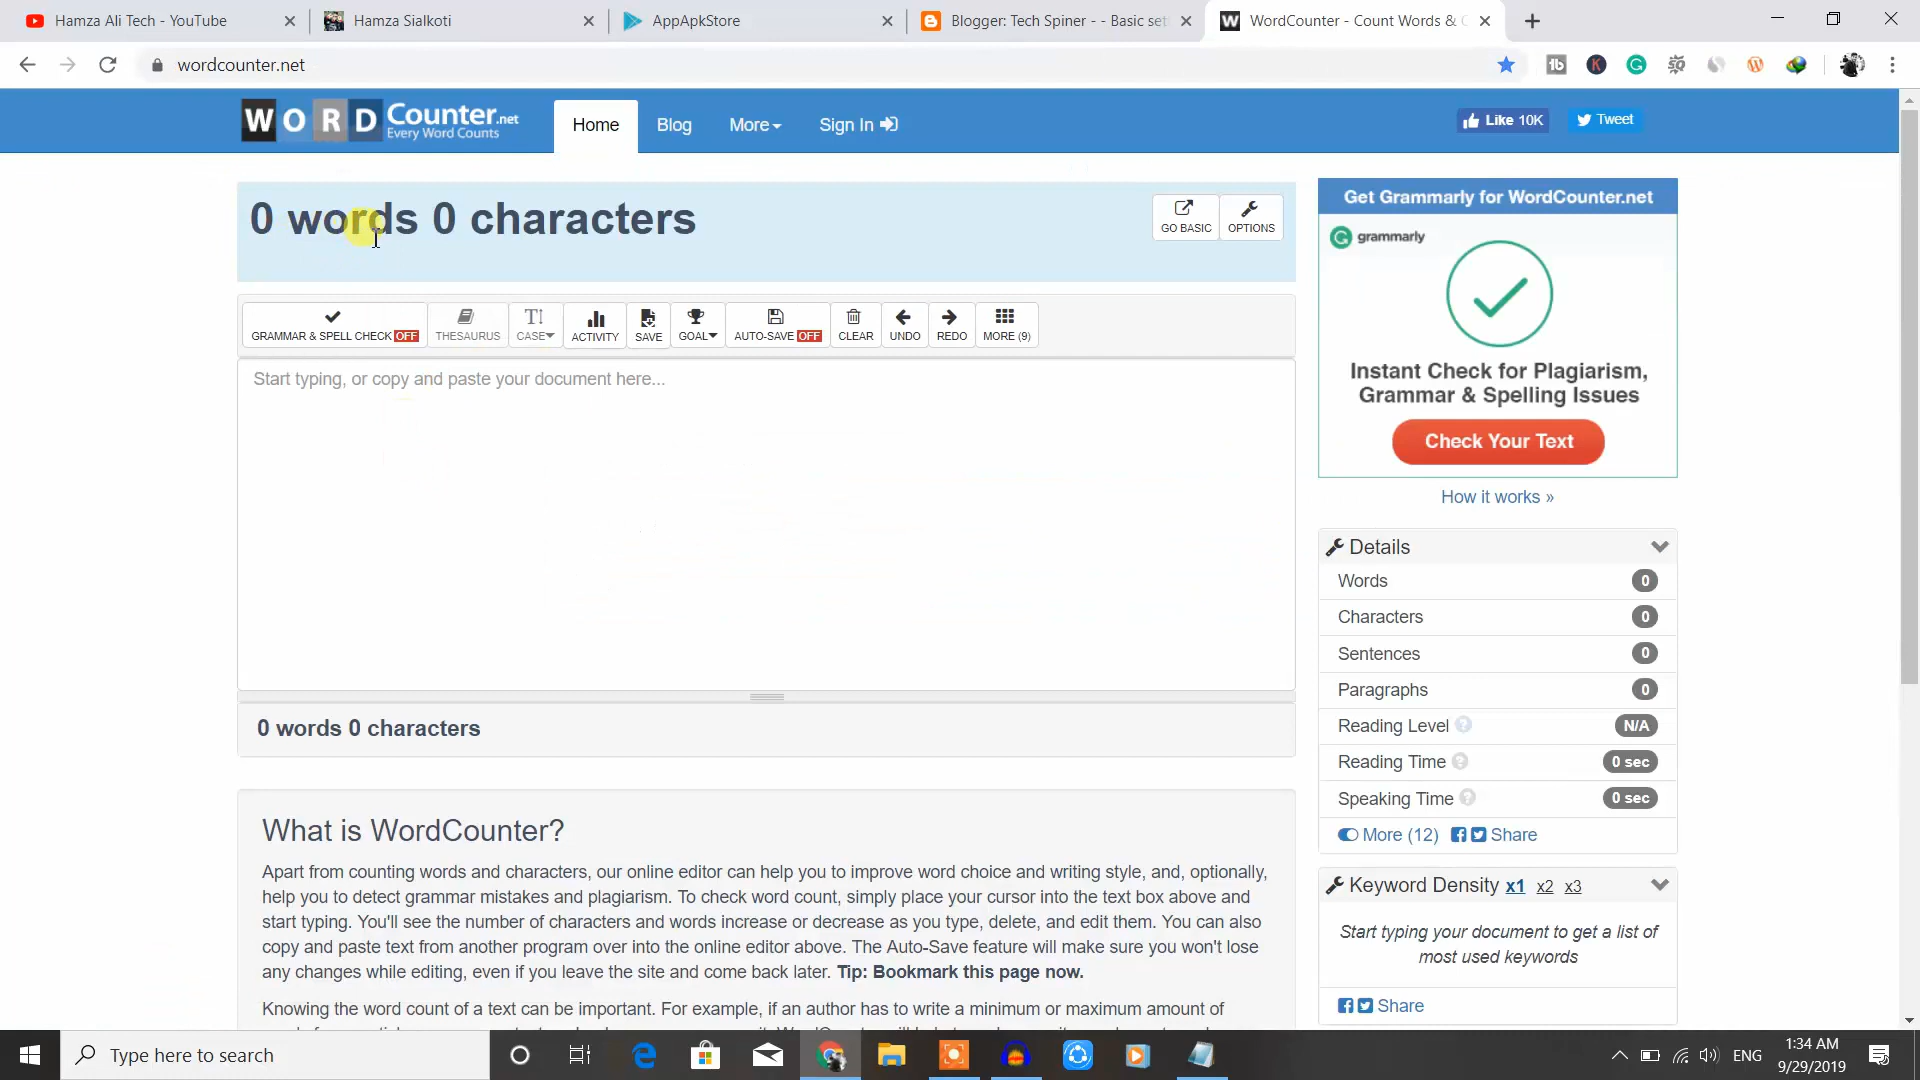 Hamza Ali Tech - YouTube
Hamza Sialkoti
AppApkStore
Blogger: Tech Spiner - - Basic set
WordCounter - Count Words & C
wordcounter.net
WORD Counter.net
Every Word Counts
Home
Blog
More
Sign In
Like 10K
Tweet
0 words 0 characters
GO BASIC
OPTIONS
GRAMMAR & SPELL CHECK OFF
THESAURUS
CASE
ACTIVITY
SAVE
GOAL
AUTO-SAVE OFF
CLEAR
UNDO
REDO
MORE (9)
Start typing, or copy and paste your document here...
0 words 0 characters
What is WordCounter?
Apart from counting words and characters, our online editor can help you to improve word choice and writing style, and, optionally,
help you to detect grammar mistakes and plagiarism. To check word count, simply place your cursor into the text box above and
start typing. You'll see the number of characters and words increase or decrease as you type, delete, and edit them. You can also
copy and paste text from another program over into the online editor above. The Auto-Save feature will make sure you won't lose
any changes while editing, even if you leave the site and come back later. Tip: Bookmark this page now.
Knowing the word count of a text can be important. For example, if an author has to write a minimum or maximum amount of
Get Grammarly for WordCounter.net
grammarly
Instant Check for Plagiarism,
Grammar & Spelling Issues
Check Your Text
How it works »
Details
Words 0
Characters 0
Sentences 0
Paragraphs 0
Reading Level ? N/A
Reading Time ? 0 sec
Speaking Time ? 0 sec
More (12) Share
Keyword Density x1 x2 x3
Start typing your document to get a list of
most used keywords
Share
Type here to search
ENG
1:34 AM
9/29/2019